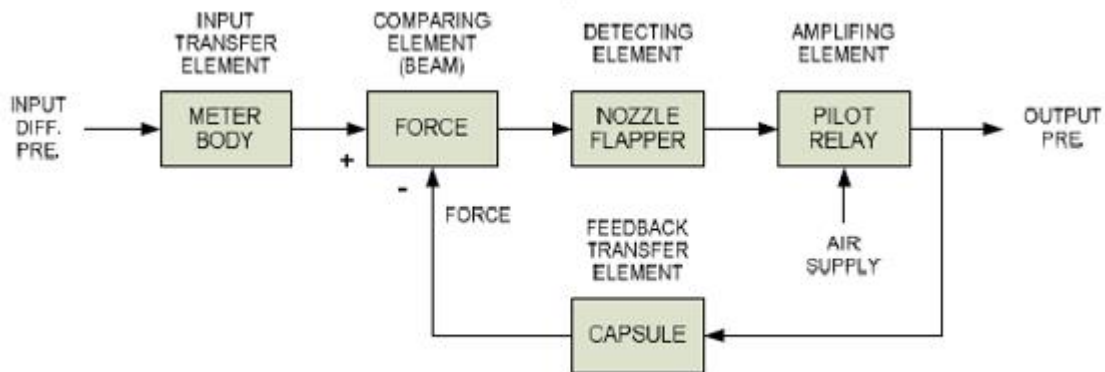 INPUT
TRANSFER
ELEMENT
COMPARING
ELEMENT
(BEAM)
DETECTING
ELEMENT
AMPLIFING
ELEMENT
INPUT
DIFF.
PRE.
METER
BODY
FORCE
NOZZLE
FLAPPER
PILOT
RELAY
OUTPUT
PRE.
+
-
FORCE
FEEDBACK
TRANSFER
ELEMENT
AIR
SUPPLY
CAPSULE